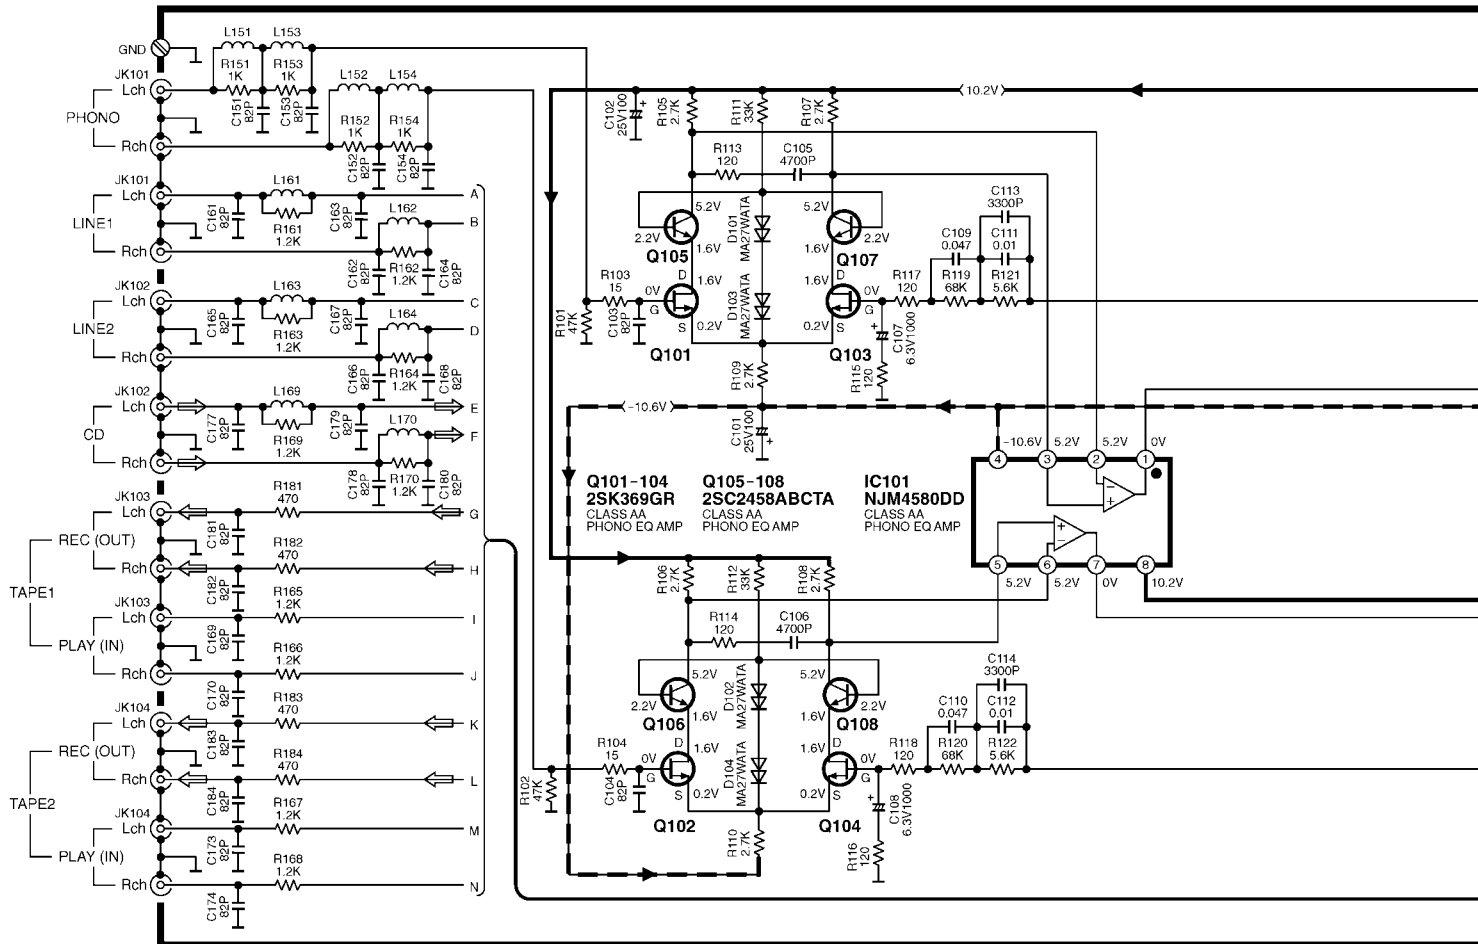 GND
JK101
Lch
PHONO
Rch
L151
L153
R151
1K
R153
1K
C151
82P
C153
82P
L152
L154
R152
1K
R154
1K
C152
82P
C154
82P
JK101
Lch
LINE1
Rch
C161
82P
L161
R161
1.2K
C163
82P
A
L162
B
C162
82P
R162
1.2K
C164
82P
JK102
Lch
LINE2
Rch
C165
82P
L163
R163
1.2K
C167
82P
C
L164
D
C166
82P
R164
1.2K
C168
82P
JK102
Lch
CD
Rch
C177
82P
L169
R169
1.2K
C179
82P
E
L170
F
C178
82P
R170
1.2K
C180
82P
JK103
Lch
REC (OUT)
Rch
R181
470
C181
82P
G
R182
470
C182
82P
H
TAPE1
JK103
Lch
PLAY (IN)
Rch
R165
1.2K
C169
82P
I
R166
1.2K
C170
82P
J
JK104
Lch
REC (OUT)
Rch
R183
470
C183
82P
K
R184
470
C184
82P
L
TAPE2
JK104
Lch
PLAY (IN)
Rch
R167
1.2K
C173
82P
M
R168
1.2K
C174
82P
N
C102
25V100
+
R105
2.7K
R111
33K
R107
2.7K
(10.2V)
R113
120
C105
4700P
5.2V
2.2V
Q105
1.6V
D101
MA27WATA
5.2V
2.2V
Q107
1.6V
R101
47K
R103
15
C103
82P
0V
G
D
1.6V
S
0.2V
Q101
D103
MA27WATA
1.6V
D
0V
G
S
0.2V
Q103
R109
2.7K
+
C107
6.3V1000
R115
120
R117
120
C109
0.047
R119
68K
C113
3300P
C111
0.01
R121
5.6K
(-10.6V)
C101
25V100
+
Q101-104
2SK369GR
CLASS AA
PHONO EQ AMP
Q105-108
2SC2458ABCTA
CLASS AA
PHONO EQ AMP
IC101
NJM4580DD
CLASS AA
PHONO EQ AMP
-10.6V
5.2V
5.2V
0V
4
3
2
1
−
+
+
−
5
6
7
8
5.2V
5.2V
0V
10.2V
R106
2.7K
R112
33K
R108
2.7K
R114
120
C106
4700P
5.2V
2.2V
Q106
1.6V
D102
MA27WATA
5.2V
2.2V
Q108
1.6V
R102
47K
R104
15
C104
82P
0V
G
D
1.6V
S
0.2V
Q102
D104
MA27WATA
1.6V
D
0V
G
S
0.2V
Q104
R110
2.7K
+
C108
6.3V1000
R116
120
R118
120
C110
0.047
R120
68K
C114
3300P
C112
0.01
R122
5.6K